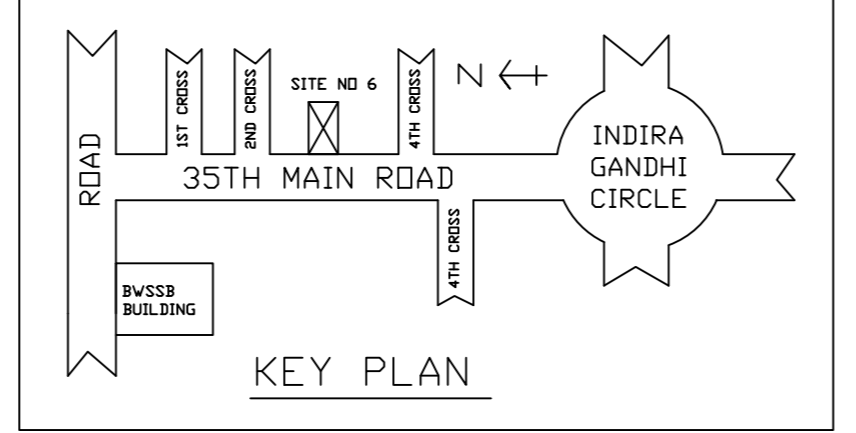 ROAD
1ST CROSS
2ND CROSS
SITE NO 6
4TH CROSS
N
INDIRA
GANDHI
CIRCLE
35TH MAIN ROAD
4TH CROSS
BWSSB
BUILDING
KEY PLAN